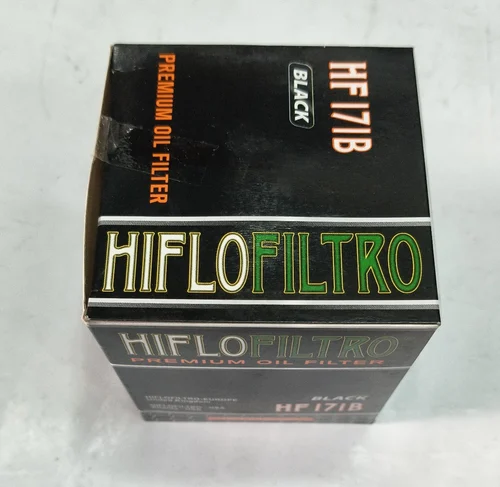 HF171B
BLACK
PREMIUM OIL FILTER
HIFLOFILTRO
HIFLOFILTRO
PREMIUM OIL FILTER
BLACK
HF171B